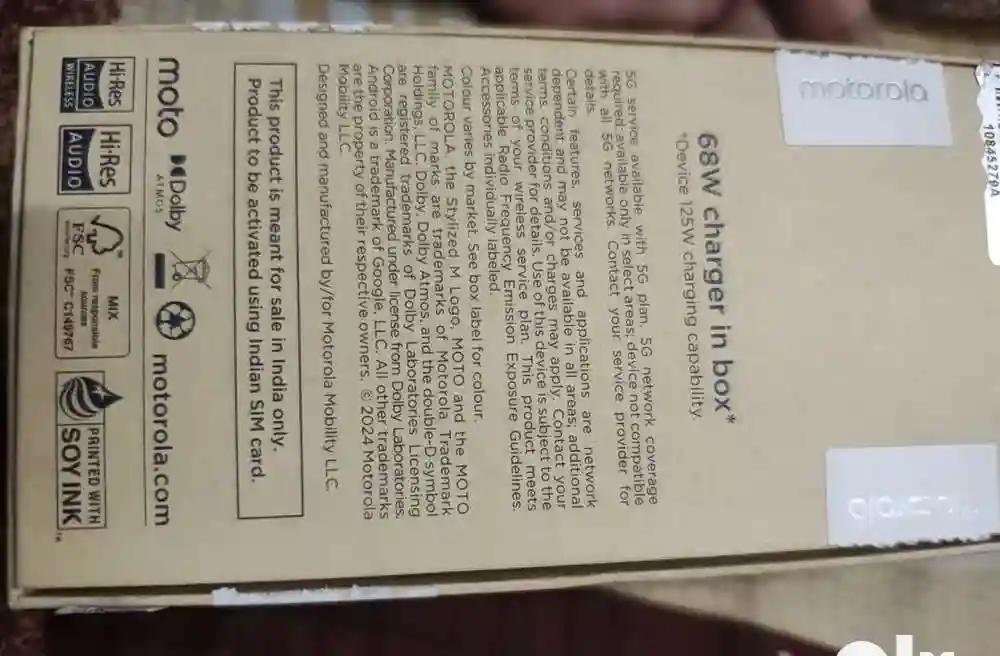 motorola
10845279A
68W charger in box*
*Device 125W charging capability.
5G service available with 5G plan, 5G network coverage
required; available only in select areas; device not compatible
with all 5G networks. Contact your service provider for
details.
Certain features, services and applications are network
dependent and may not be available in all areas; additional
terms, conditions and/or charges may apply. Contact your
service provider for details. Use of this device is subject to the
terms of your wireless service plan. This product meets
applicable Radio Frequency Emission Exposure Guidelines.
Accessories individually labeled.
Colour varies by market. See box label for colour.
MOTOROLA, the Stylized M Logo, MOTO and the MOTO
family of marks are trademarks of Motorola Trademark
Holdings, LLC. Dolby, Dolby Atmos, and the double-D symbol
are registered trademarks of Dolby Laboratories Licensing
Corporation. Manufactured under license from Dolby Laboratories.
Android is a trademark of Google, LLC. All other trademarks
are the property of their respective owners. © 2024 Motorola
Mobility LLC.
Designed and manufactured by/for Motorola Mobility LLC.
This product is meant for sale in India only.
Product to be activated using Indian SIM card.
moto Dolby ATMOS motorola.com
Hi-Res AUDIO WIRELESS
Hi-Res AUDIO
FSC
MIX
From responsible
sources
FSC™ C149767
PRINTED WITH
SOY INK™
olx